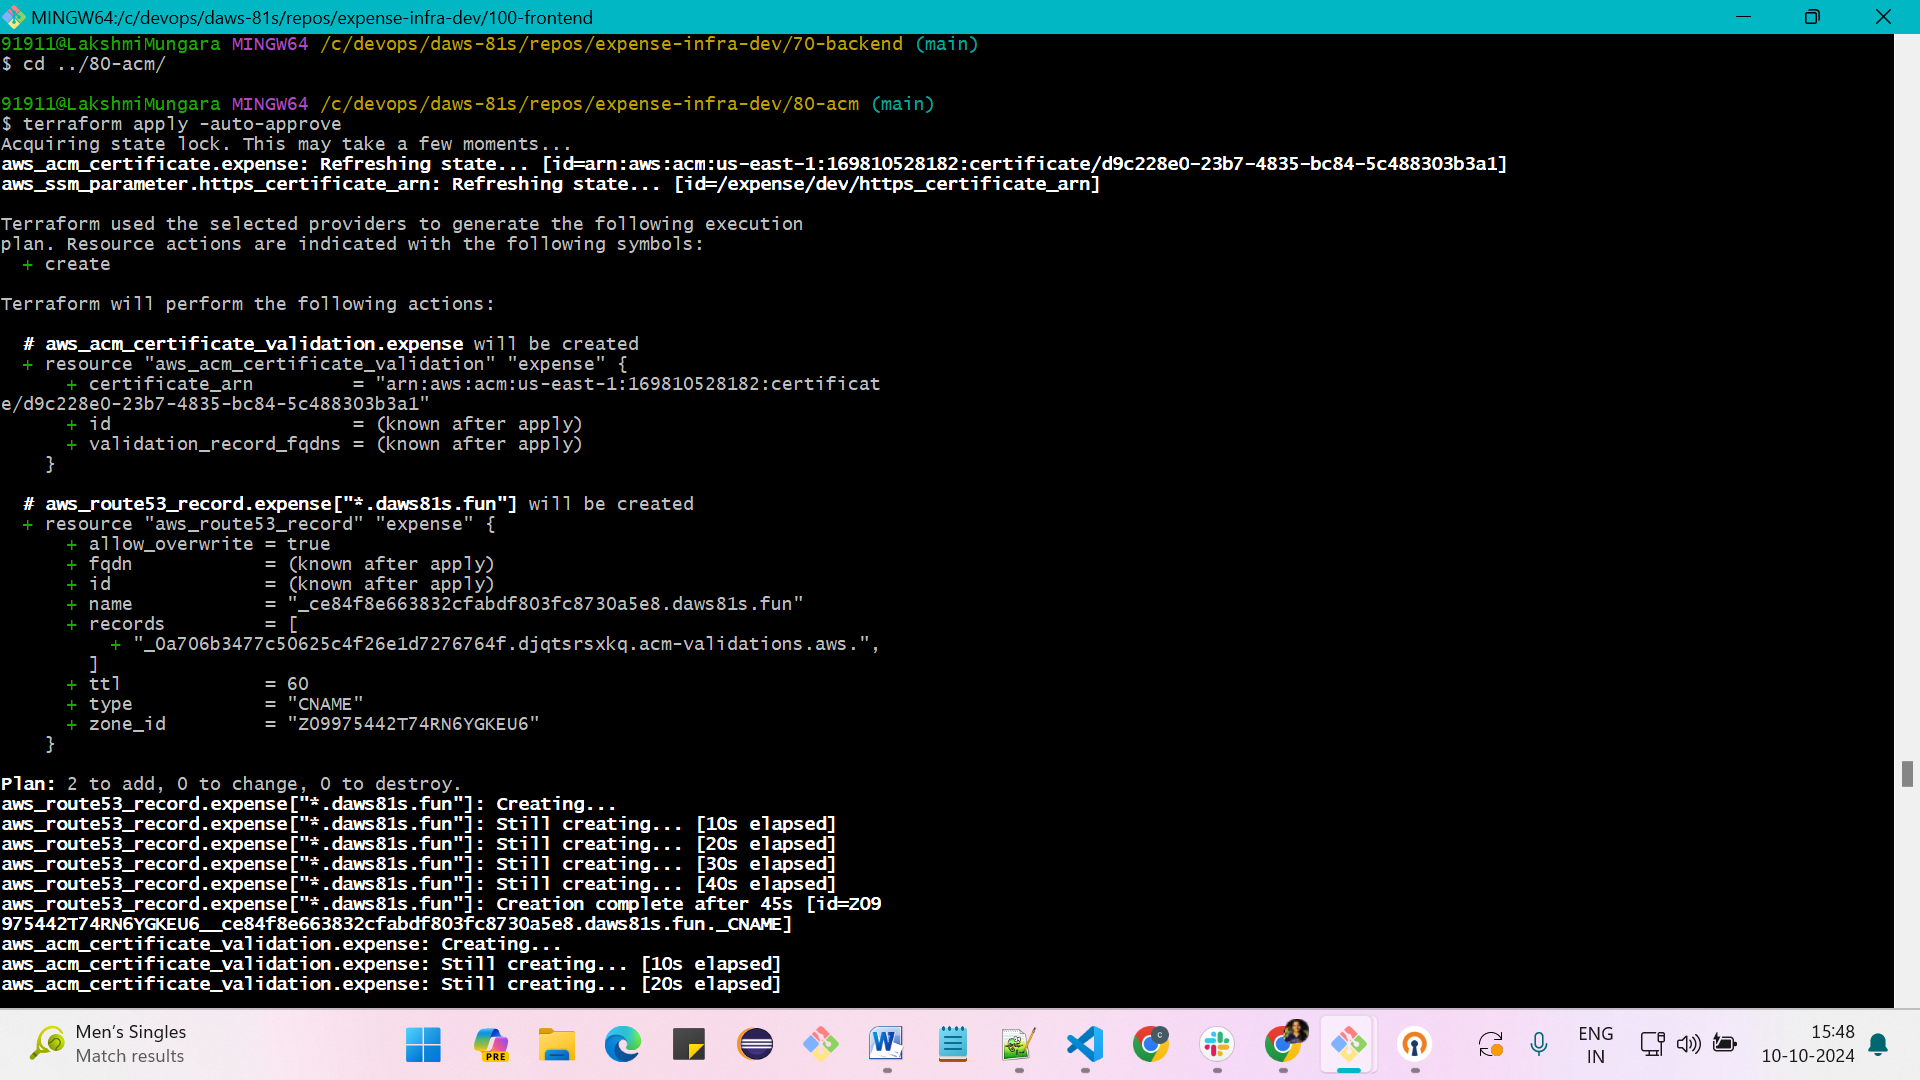 MINGW64:/c/devops/daws-81s/repos/expense-infra-dev/100-frontend
91911@LakshmiMungara MINGW64 /c/devops/daws-81s/repos/expense-infra-dev/70-backend (main)
$ cd ../80-acm/
91911@LakshmiMungara MINGW64 /c/devops/daws-81s/repos/expense-infra-dev/80-acm (main)
$ terraform apply -auto-approve
Acquiring state lock. This may take a few moments...
aws_acm_certificate.expense: Refreshing state... [id=arn:aws:acm:us-east-1:169810528182:certificate/d9c228e0-23b7-4835-bc84-5c488303b3a1]
aws_ssm_parameter.https_certificate_arn: Refreshing state... [id=/expense/dev/https_certificate_arn]
Terraform used the selected providers to generate the following execution
plan. Resource actions are indicated with the following symbols:
  + create
Terraform will perform the following actions:
  # aws_acm_certificate_validation.expense will be created
  + resource "aws_acm_certificate_validation" "expense" {
      + certificate_arn         = "arn:aws:acm:us-east-1:169810528182:certificat
e/d9c228e0-23b7-4835-bc84-5c488303b3a1"
      + id                      = (known after apply)
      + validation_record_fqdns = (known after apply)
    }
  # aws_route53_record.expense["*.daws81s.fun"] will be created
  + resource "aws_route53_record" "expense" {
      + allow_overwrite = true
      + fqdn            = (known after apply)
      + id              = (known after apply)
      + name            = "_ce84f8e663832cfabdf803fc8730a5e8.daws81s.fun"
      + records         = [
          + "_0a706b3477c50625c4f26e1d7276764f.djqtsrsxkq.acm-validations.aws.",
        ]
      + ttl             = 60
      + type            = "CNAME"
      + zone_id         = "Z09975442T74RN6YGKEU6"
    }
Plan: 2 to add, 0 to change, 0 to destroy.
aws_route53_record.expense["*.daws81s.fun"]: Creating...
aws_route53_record.expense["*.daws81s.fun"]: Still creating... [10s elapsed]
aws_route53_record.expense["*.daws81s.fun"]: Still creating... [20s elapsed]
aws_route53_record.expense["*.daws81s.fun"]: Still creating... [30s elapsed]
aws_route53_record.expense["*.daws81s.fun"]: Still creating... [40s elapsed]
aws_route53_record.expense["*.daws81s.fun"]: Creation complete after 45s [id=Z09
975442T74RN6YGKEU6__ce84f8e663832cfabdf803fc8730a5e8.daws81s.fun._CNAME]
aws_acm_certificate_validation.expense: Creating...
aws_acm_certificate_validation.expense: Still creating... [10s elapsed]
aws_acm_certificate_validation.expense: Still creating... [20s elapsed]
Men's Singles
Match results
PRE
ENG
IN
15:48
10-10-2024